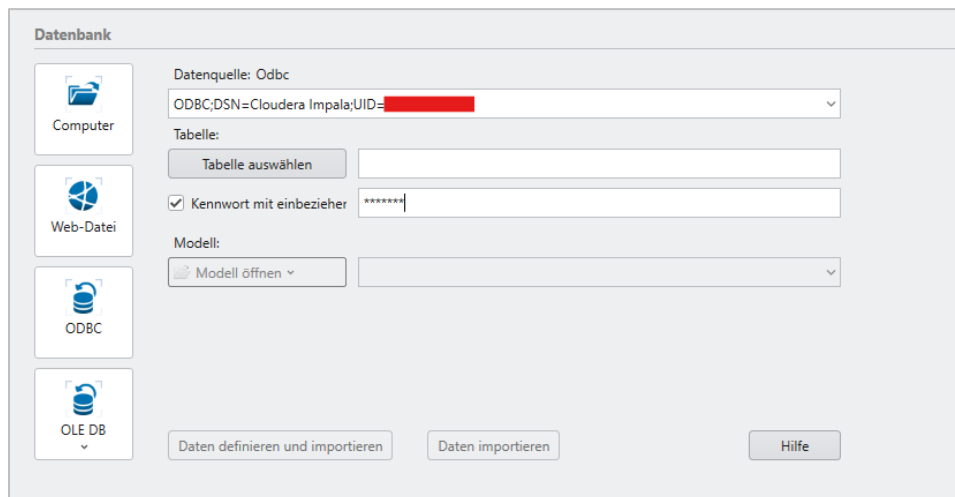 Datenbank
Computer
Web-Datei
ODBC
OLE DB
Datenquelle: Odbc
ODBC;DSN=Cloudera Impala;UID=
Tabelle:
Tabelle auswählen
Kennwort mit einbezieher *******
Modell:
Modell öffnen
Daten definieren und importieren Daten importieren Hilfe